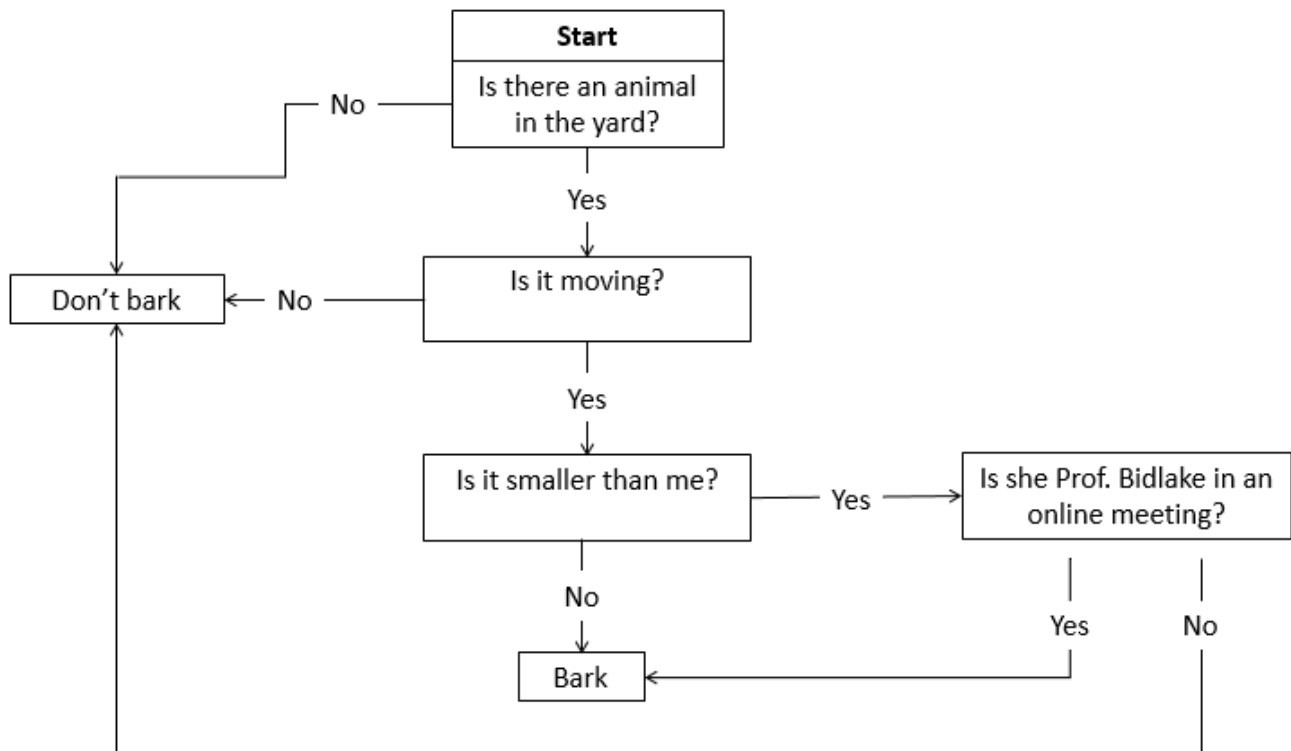 Start
Is there an animal
in the yard?
No
Yes
Is it moving?
Don’t bark
No
Yes
Is it smaller than me?
Yes
Is she Prof. Bidlake in an
online meeting?
No
Yes
No
Bark